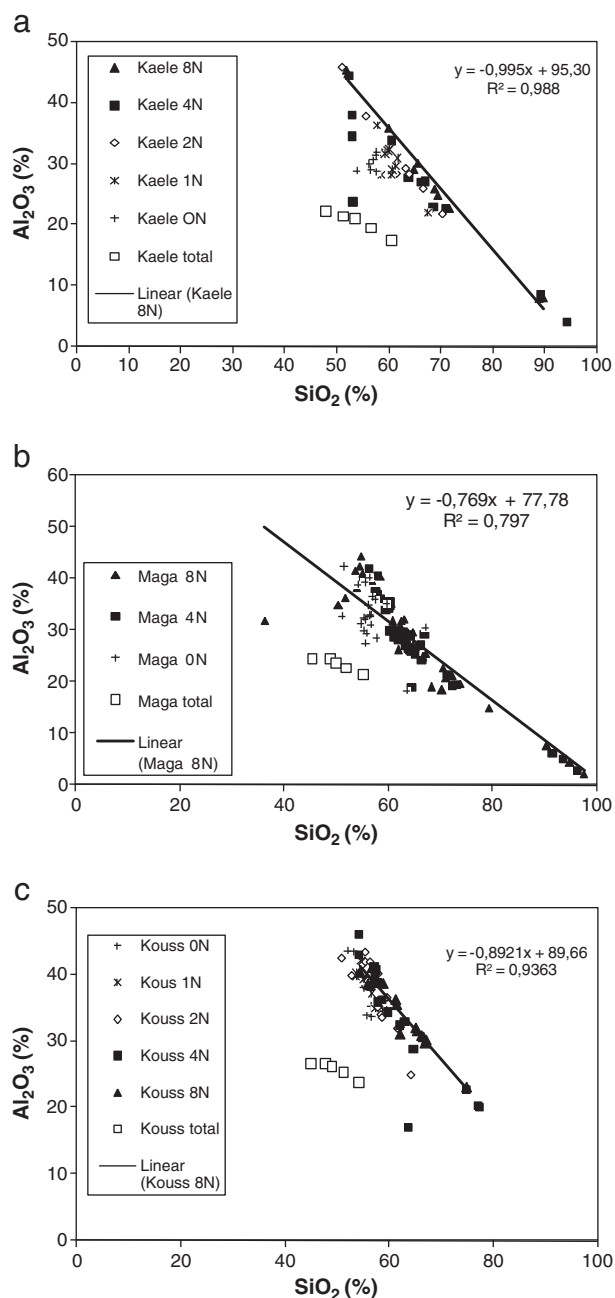 a
50
40
30
20
10
0
Al₂O₃ (%)
Kaele 8N
Kaele 4N
Kaele 2N
Kaele 1N
Kaele ON
Kaele total
Linear (Kaele
8N)
y = -0,995x + 95,30
R² = 0,988
0 10 20 30 40 50 60 70 80 90 100
SiO₂ (%)
b
60
50
40
30
20
10
0
Al₂O₃ (%)
Maga 8N
Maga 4N
Maga 0N
Maga total
Linear
(Maga 8N)
y = -0,769x + 77,78
R² = 0,797
0 20 40 60 80 100
SiO₂ (%)
c
50
40
30
20
10
0
Al₂O₃ (%)
Kouss 0N
Kous 1N
Kouss 2N
Kouss 4N
Kouss 8N
Kouss total
Linear
(Kouss 8N)
y = -0,8921x + 89,66
R² = 0,9363
0 20 40 60 80 100
SiO₂ (%)